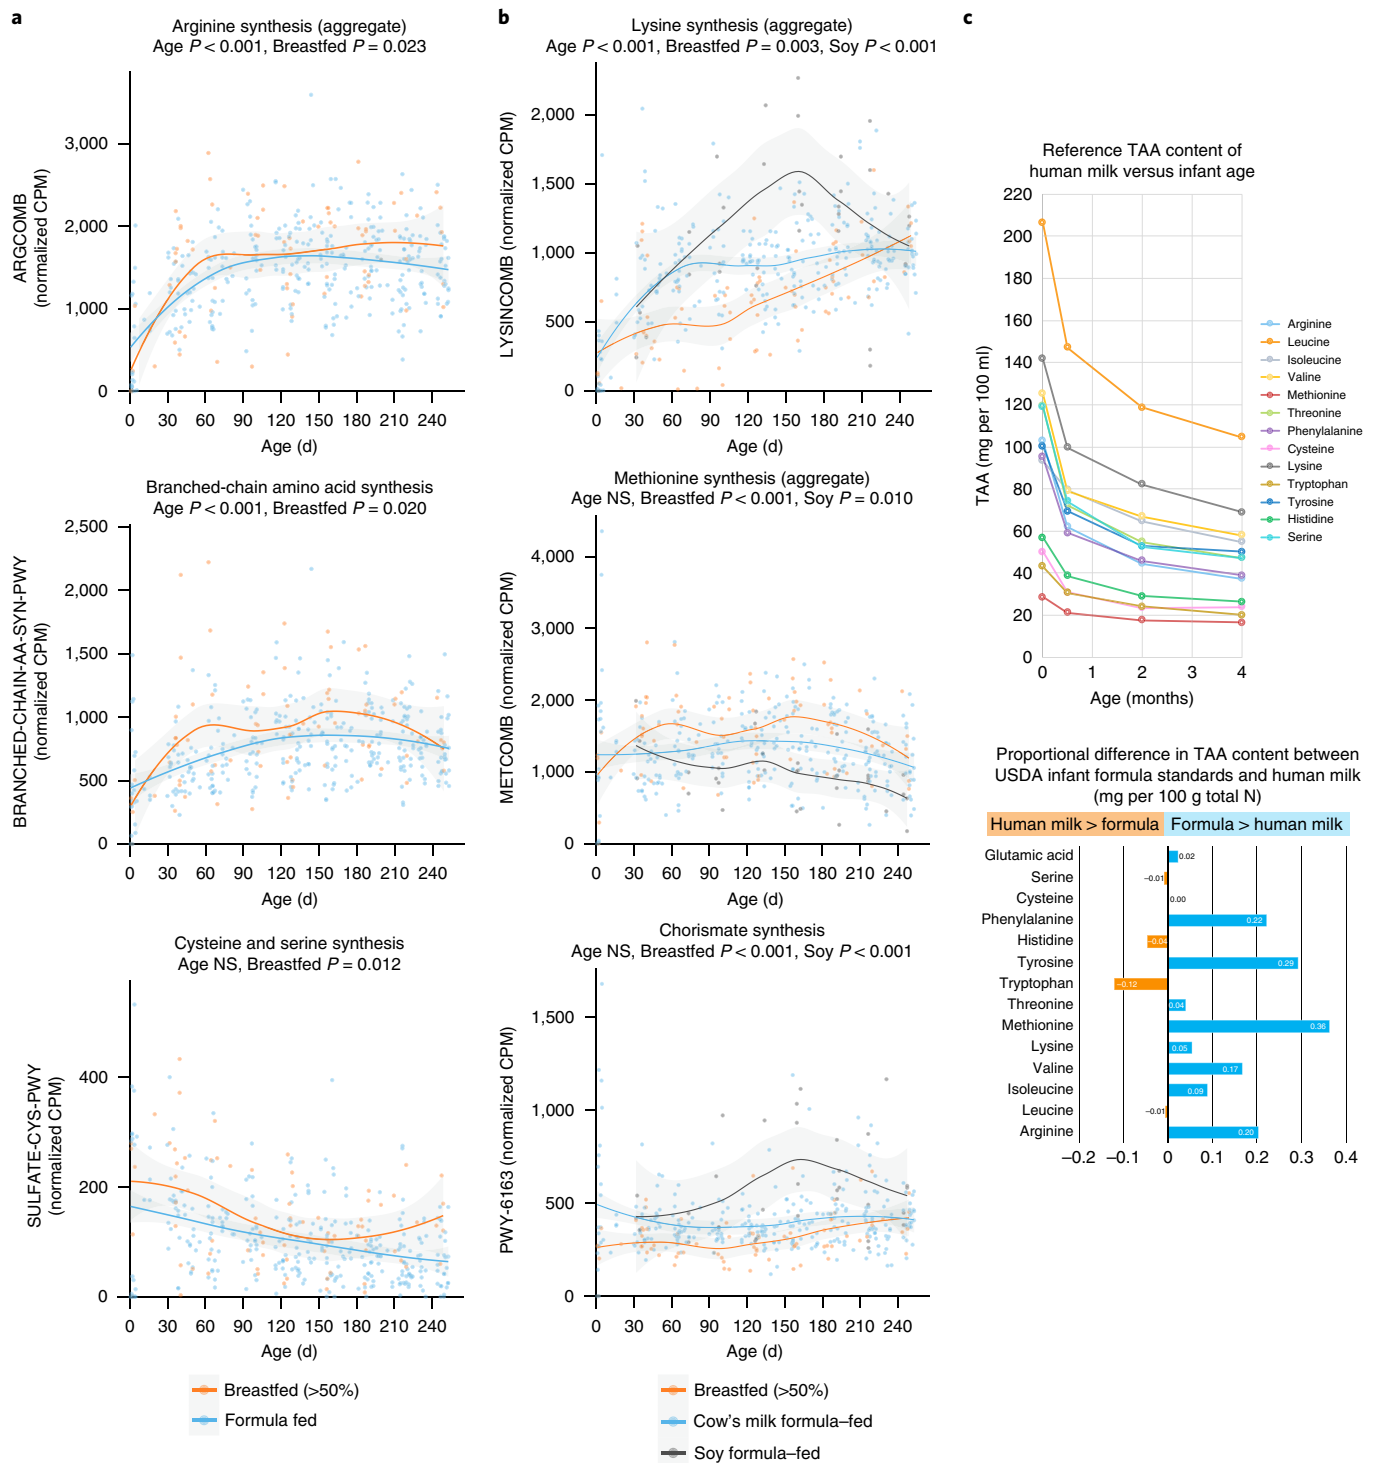 a
Arginine synthesis (aggregate)
Age P < 0.001, Breastfed P = 0.023
ARGCOMB
(normalized CPM)
3,000
2,000
1,000
0
0 30 60 90 120 150 180 210 240
Age (d)
Branched-chain amino acid synthesis
Age P < 0.001, Breastfed P = 0.020
BRANCHED-CHAIN-AA-SYN-PWY
(normalized CPM)
2,500
2,000
1,500
1,000
500
0
0 30 60 90 120 150 180 210 240
Age (d)
Cysteine and serine synthesis
Age NS, Breastfed P = 0.012
SULFATE-CYS-PWY
(normalized CPM)
400
200
0
0 30 60 90 120 150 180 210 240
Age (d)
Breastfed (>50%)
Formula fed
b
Lysine synthesis (aggregate)
Age P < 0.001, Breastfed P = 0.003, Soy P < 0.001
LYSINCOMB (normalized CPM)
2,000
1,500
1,000
500
0
0 30 60 90 120 150 180 210 240
Age (d)
Methionine synthesis (aggregate)
Age NS, Breastfed P < 0.001, Soy P = 0.010
METCOMB (normalized CPM)
4,000
3,000
2,000
1,000
0
0 30 60 90 120 150 180 210 240
Age (d)
Chorismate synthesis
Age NS, Breastfed P < 0.001, Soy P < 0.001
PWY-6163 (normalized CPM)
1,500
1,000
500
0
0 30 60 90 120 150 180 210 240
Age (d)
Breastfed (>50%)
Cow's milk formula–fed
Soy formula–fed
c
Reference TAA content of
human milk versus infant age
TAA (mg per 100 ml)
220
200
180
160
140
120
100
80
60
40
20
0
0 1 2 3 4
Age (months)
Arginine
Leucine
Isoleucine
Valine
Methionine
Threonine
Phenylalanine
Cysteine
Lysine
Tryptophan
Tyrosine
Histidine
Serine
Proportional difference in TAA content between
USDA infant formula standards and human milk
(mg per 100 g total N)
Human milk > formula Formula > human milk
Glutamic acid 0.02
Serine –0.01
Cysteine 0.00
Phenylalanine 0.22
Histidine –0.04
Tyrosine 0.29
Tryptophan –0.12
Threonine 0.04
Methionine 0.36
Lysine 0.05
Valine 0.17
Isoleucine 0.09
Leucine –0.01
Arginine 0.20
–0.2 –0.1 0 0.1 0.2 0.3 0.4